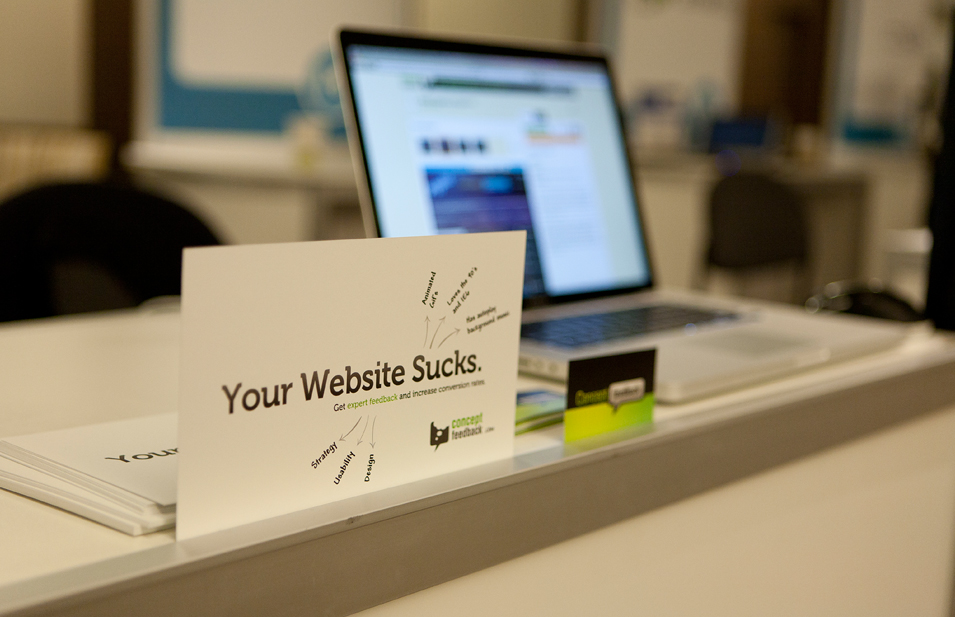 Animated
Gif's
Loves the 90's
and IE6
Has autoplay
background music
Your Website Sucks.
Get expert feedback and increase conversion rates.
Strategy
Usability
Design
concept
feedback.com
Your
Concept feedback